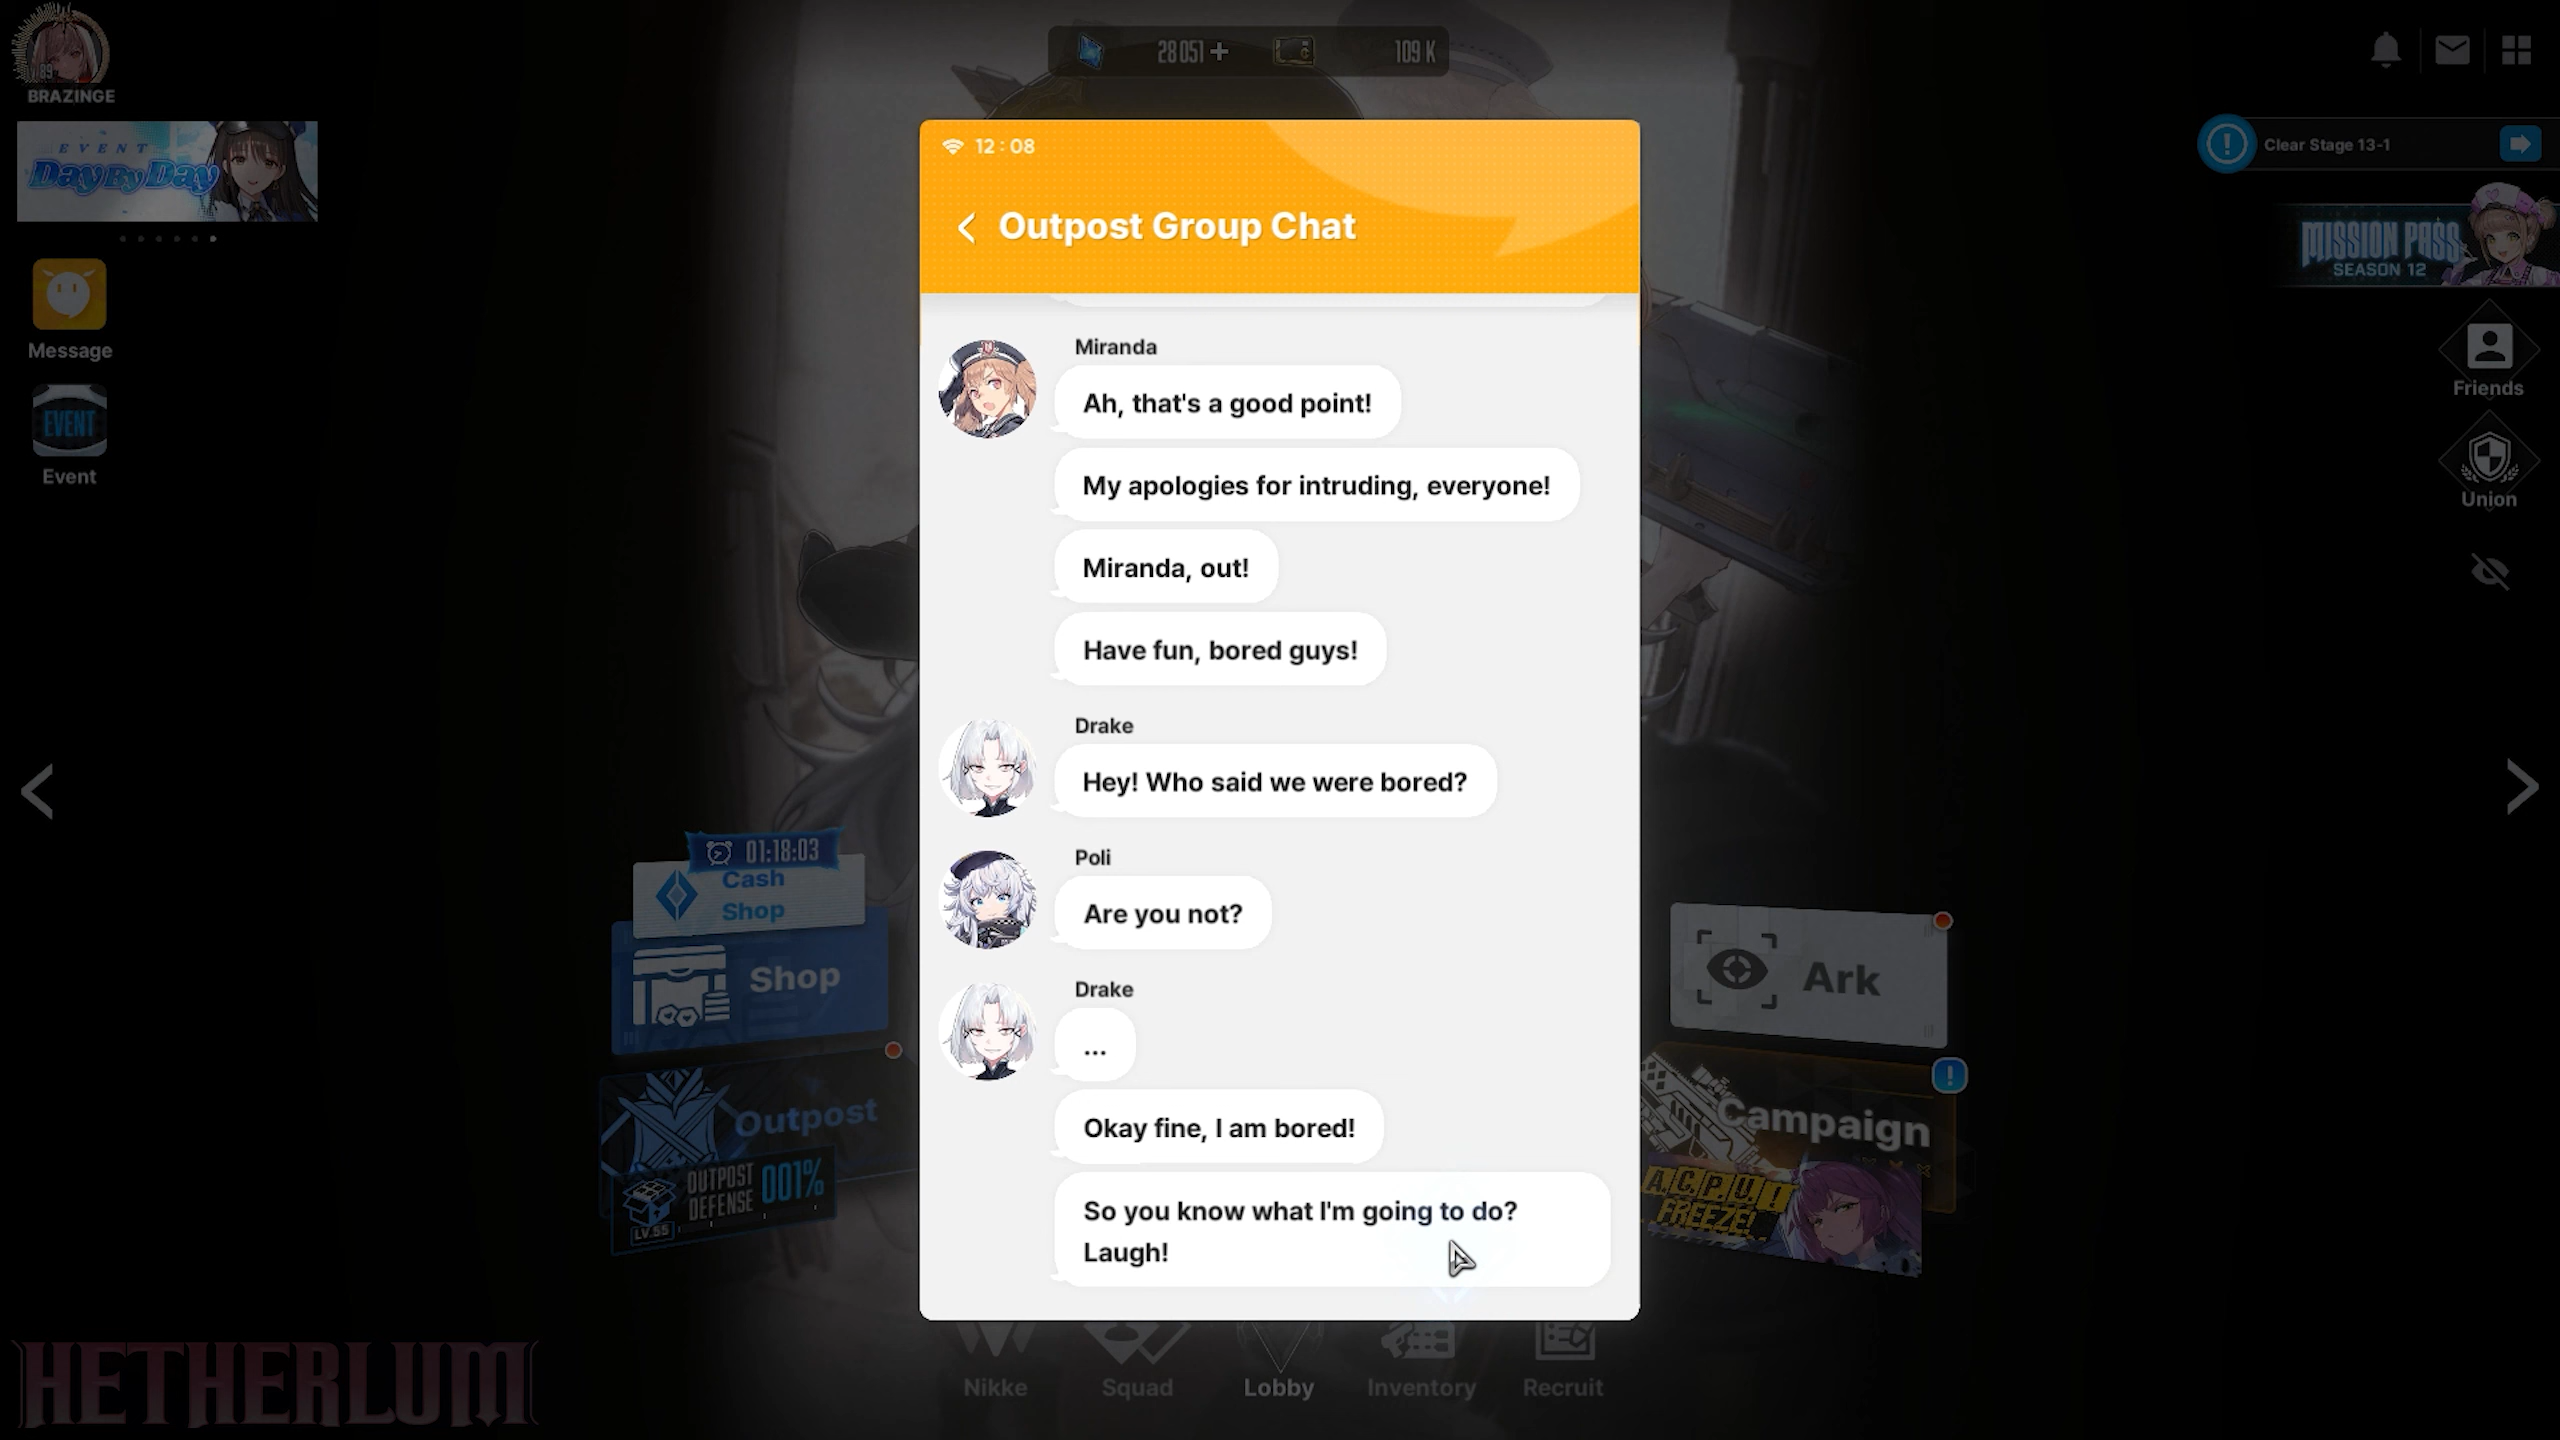 89
BRAZINGE
28051
109 K
EVENT
Day By Day
Message
EVENT
Event
Clear Stage 13-1
MISSION PASS
SEASON 12
Friends
Union
12 : 08
Outpost Group Chat
Miranda
Ah, that's a good point!
My apologies for intruding, everyone!
Miranda, out!
Have fun, bored guys!
Drake
Hey! Who said we were bored?
Poli
Are you not?
Drake
...
Okay fine, I am bored!
So you know what I'm going to do?
Laugh!
01:18:03
Cash
Shop
Shop
Outpost
OUTPOST
DEFENSE
001%
LV.55
Ark
Campaign
A.C.P.U.!
FREEZE!
Nikke
Squad
Lobby
Inventory
Recruit
HETHERLUM